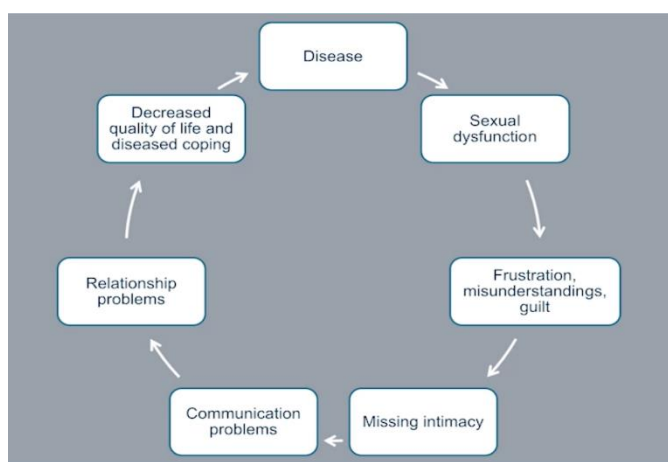 Disease
Sexual
dysfunction
Frustration,
misunderstandings,
guilt
Missing intimacy
Communication
problems
Relationship
problems
Decreased
quality of life and
diseased coping